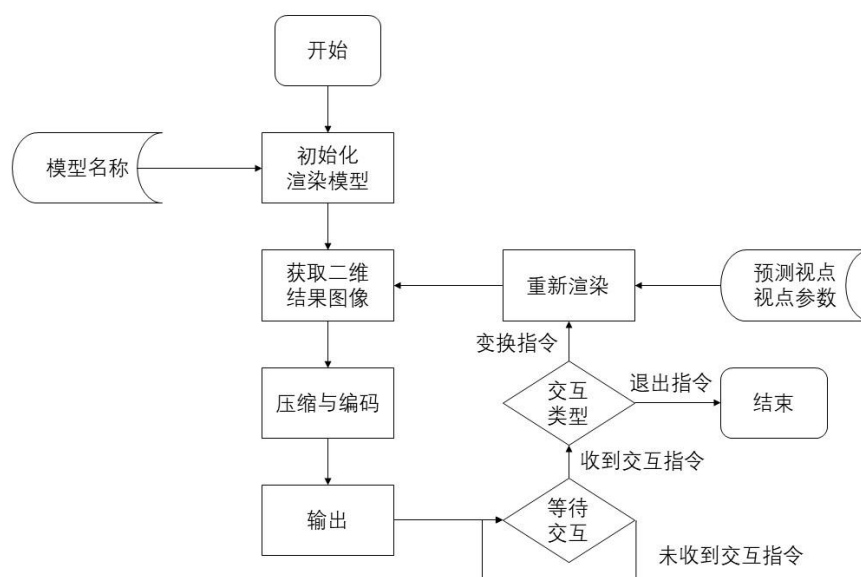 开始
模型名称
初始化
渲染模型
获取二维
结果图像
重新渲染
预测视点
视点参数
变换指令
压缩与编码
交互
类型
退出指令
结束
收到交互指令
输出
等待
交互
未收到交互指令